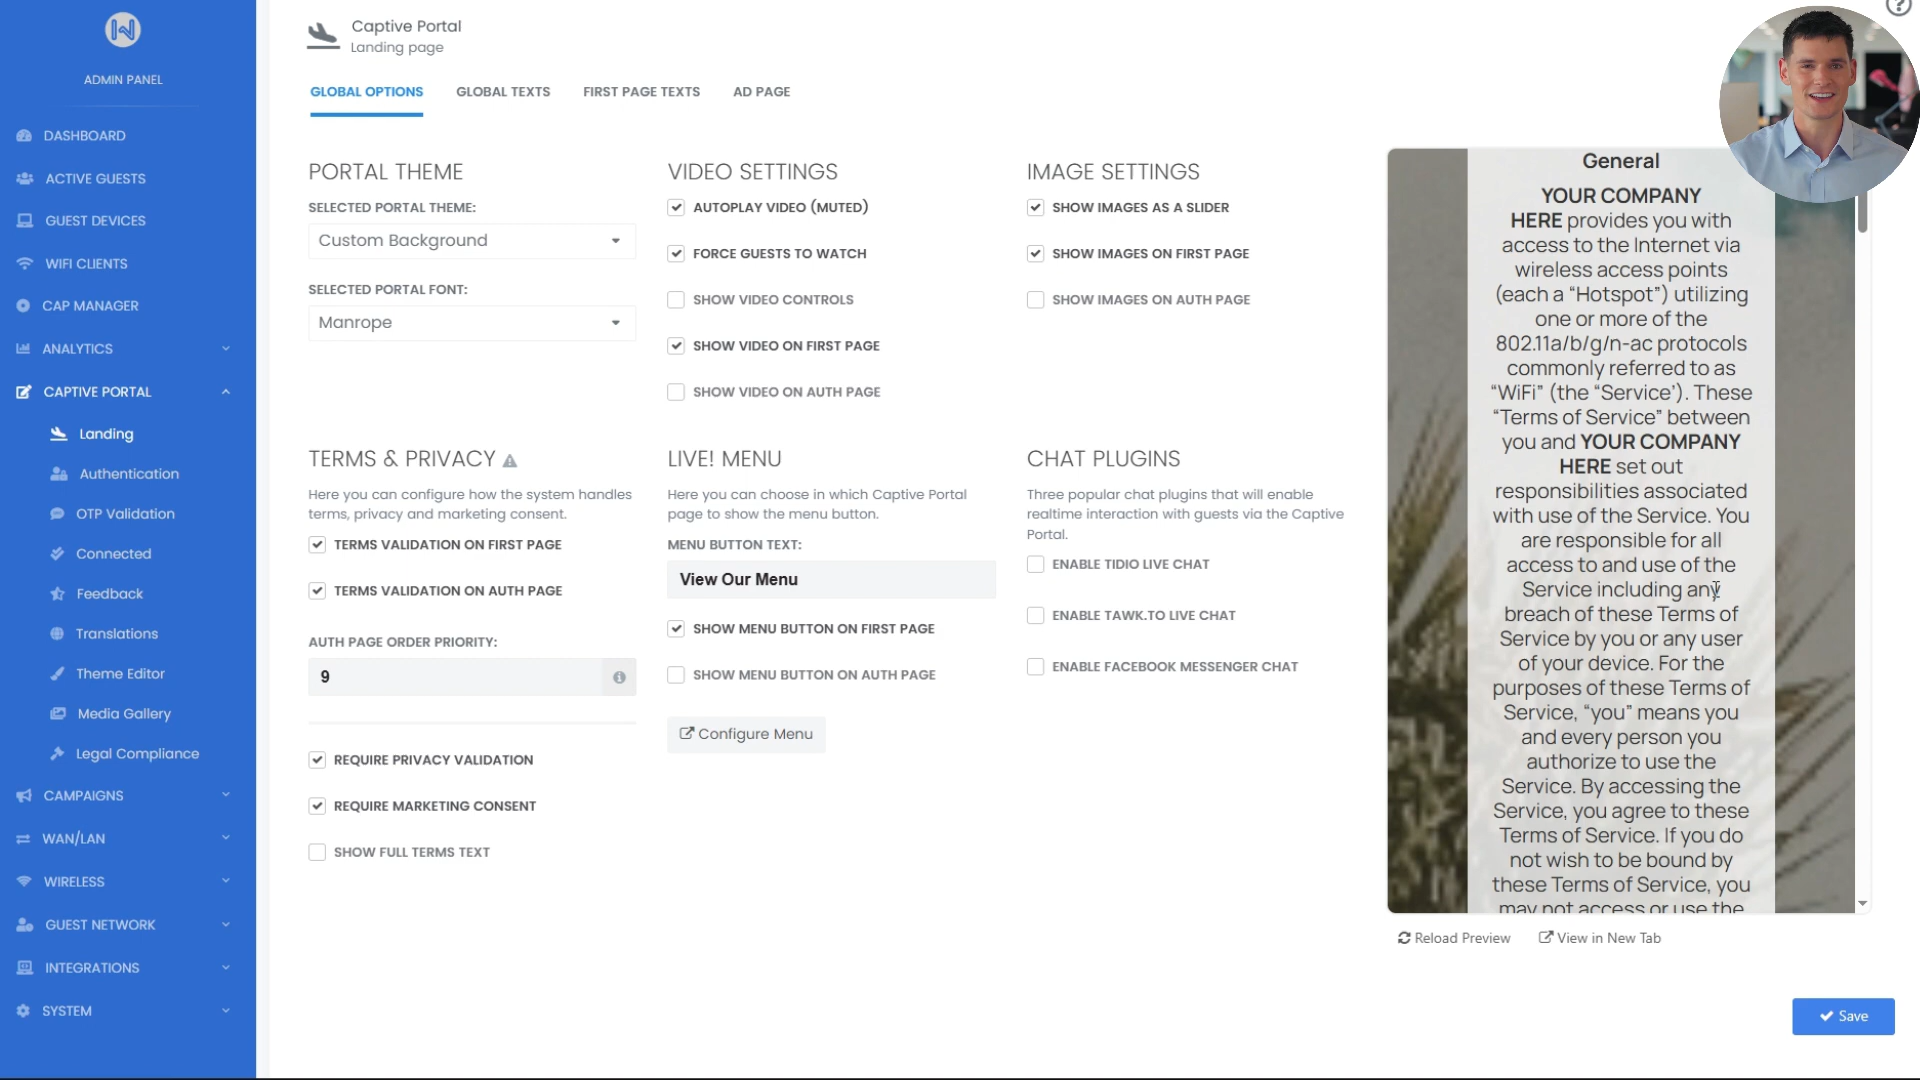 ADMIN PANEL
DASHBOARD
ACTIVE GUESTS
GUEST DEVICES
WIFI CLIENTS
CAP MANAGER
ANALYTICS
CAPTIVE PORTAL
Landing
Authentication
OTP Validation
Connected
Feedback
Translations
Theme Editor
Media Gallery
Legal Compliance
CAMPAIGNS
WAN/LAN
WIRELESS
GUEST NETWORK
INTEGRATIONS
SYSTEM
Captive Portal
Landing page
GLOBAL OPTIONS
GLOBAL TEXTS
FIRST PAGE TEXTS
AD PAGE
PORTAL THEME
SELECTED PORTAL THEME:
Custom Background
SELECTED PORTAL FONT:
Manrope
VIDEO SETTINGS
AUTOPLAY VIDEO (MUTED)
FORCE GUESTS TO WATCH
SHOW VIDEO CONTROLS
SHOW VIDEO ON FIRST PAGE
SHOW VIDEO ON AUTH PAGE
IMAGE SETTINGS
SHOW IMAGES AS A SLIDER
SHOW IMAGES ON FIRST PAGE
SHOW IMAGES ON AUTH PAGE
TERMS & PRIVACY
Here you can configure how the system handles
terms, privacy and marketing consent.
TERMS VALIDATION ON FIRST PAGE
TERMS VALIDATION ON AUTH PAGE
AUTH PAGE ORDER PRIORITY:
9
REQUIRE PRIVACY VALIDATION
REQUIRE MARKETING CONSENT
SHOW FULL TERMS TEXT
LIVE! MENU
Here you can choose in which Captive Portal
page to show the menu button.
MENU BUTTON TEXT:
View Our Menu
SHOW MENU BUTTON ON FIRST PAGE
SHOW MENU BUTTON ON AUTH PAGE
Configure Menu
CHAT PLUGINS
Three popular chat plugins that will enable
realtime interaction with guests via the Captive
Portal.
ENABLE TIDIO LIVE CHAT
ENABLE TAWK.TO LIVE CHAT
ENABLE FACEBOOK MESSENGER CHAT
General
YOUR COMPANY
HERE provides you with
access to the Internet via
wireless access points
(each a “Hotspot”) utilizing
one or more of the
802.11a/b/g/n-ac protocols
commonly referred to as
“WiFi” (the “Service’). These
“Terms of Service” between
you and YOUR COMPANY
HERE set out
responsibilities associated
with use of the Service. You
are responsible for all
access to and use of the
Service including any
breach of these Terms of
Service by you or any user
of your device. For the
purposes of these Terms of
Service, “you” means you
and every person you
authorize to use the
Service. By accessing the
Service, you agree to these
Terms of Service. If you do
not wish to be bound by
these Terms of Service, you
may not access or use the
Reload Preview
View in New Tab
Save